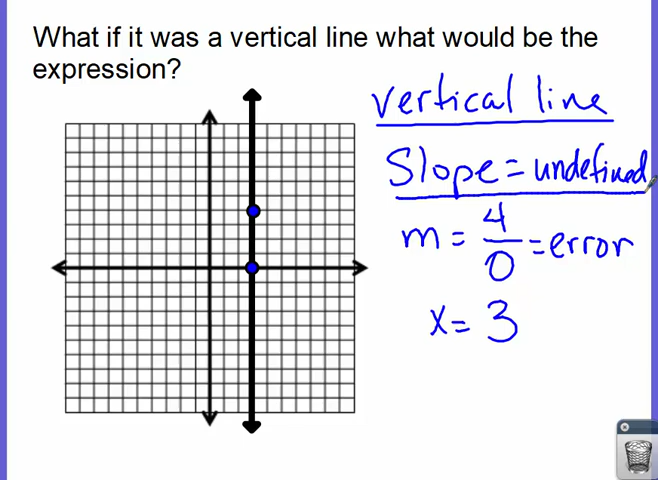 What if it was a vertical line what would be the
expression?
vertical line
Slope = undefined
m = 4/0 = error
x = 3